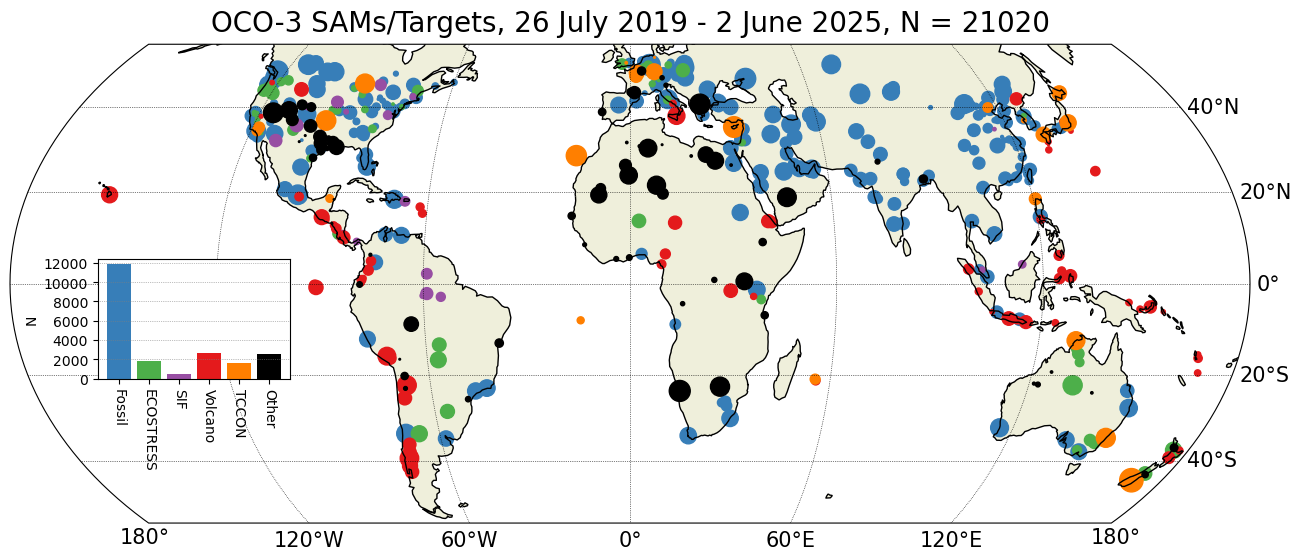 OCO-3 SAMs/Targets, 26 July 2019 - 2 June 2025, N = 21020
40°N
20°N
0°
20°S
40°S
12000
10000
8000
6000
4000
2000
0
N
Fossil
ECOSTRESS
SIF
Volcano
TCCON
Other
180°
120°W
60°W
0°
60°E
120°E
180°